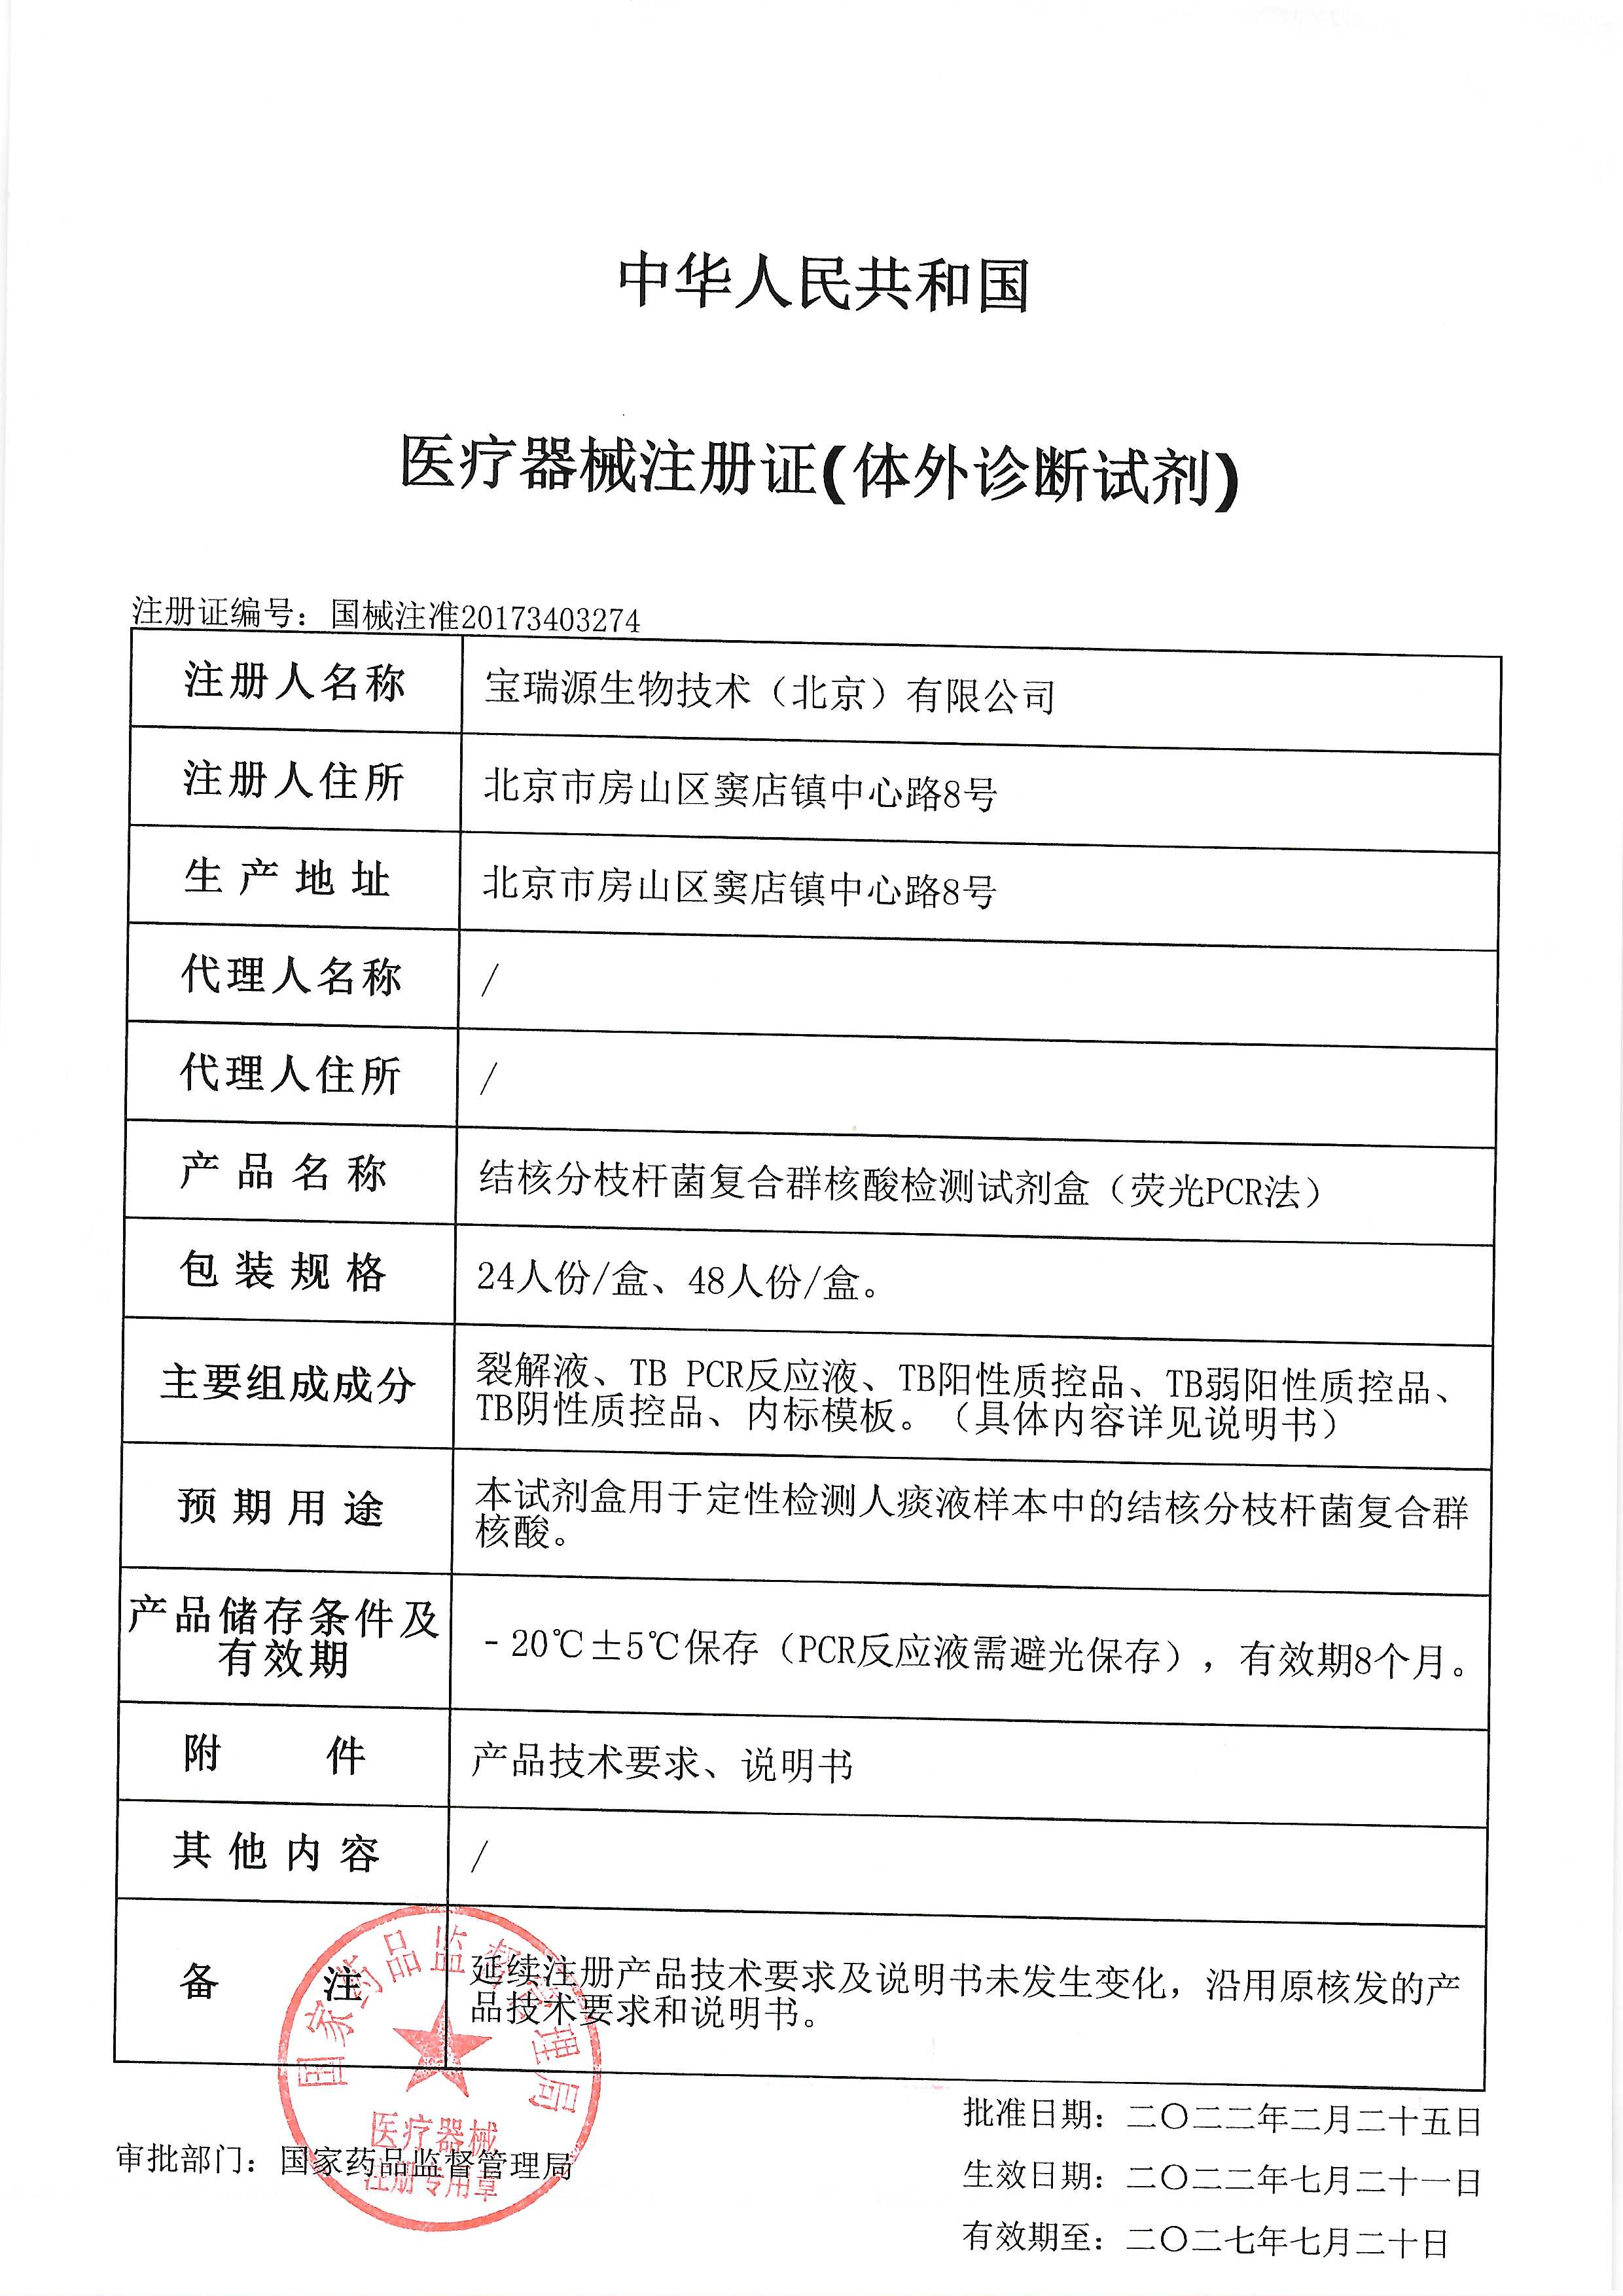 中华人民共和国
医疗器械注册证(体外诊断试剂)
注册证编号：国械注准20173403274
注册人名称
宝瑞源生物技术（北京）有限公司
注册人住所
北京市房山区窦店镇中心路8号
生产地址
北京市房山区窦店镇中心路8号
代理人名称
/
代理人住所
/
产品名称
结核分枝杆菌复合群核酸检测试剂盒（荧光PCR法）
包装规格
24人份/盒、48人份/盒。
主要组成成分
裂解液、TB PCR反应液、TB阳性质控品、TB弱阳性质控品、
TB阴性质控品、内标模板。（具体内容详见说明书）
预期用途
本试剂盒用于定性检测人痰液样本中的结核分枝杆菌复合群
核酸。
产品储存条件及
有效期
－20℃±5℃保存（PCR反应液需避光保存），有效期8个月。
附件
产品技术要求、说明书
其他内容
/
备注
延续注册产品技术要求及说明书未发生变化，沿用原核发的产
品技术要求和说明书。
国家药品监督管理局
医疗器械
注册专用章
审批部门：国家药品监督管理局
批准日期：二〇二二年二月二十五日
生效日期：二〇二二年七月二十一日
有效期至：二〇二七年七月二十日